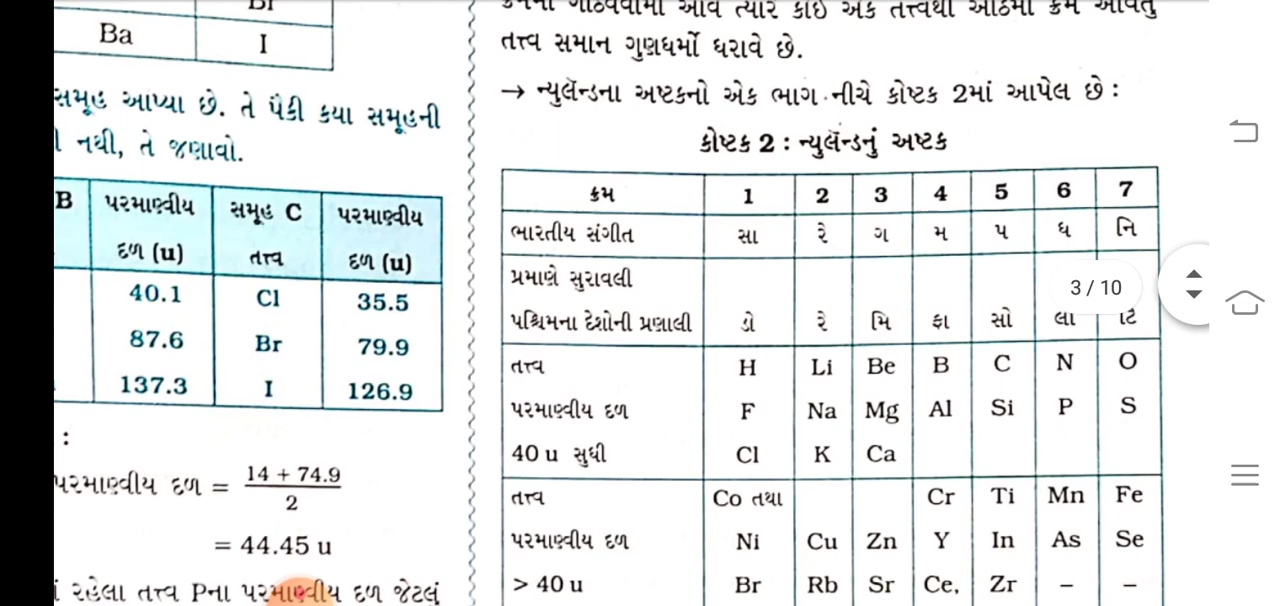 Ba I
સમૂહ આપ્યા છે. તે પૈકી કયા સમૂહની
નથી, તે જણાવો.
B પરમાણ્વીય દળ (u) સમૂહ C તત્ત્વ પરમાણ્વીય દળ (u)
40.1 Cl 35.5
87.6 Br 79.9
137.3 I 126.9
:
પરમાણ્વીય દળ = 14 + 74.9 / 2
= 44.45 u
રહેલા તત્ત્વ Pના પરમાણ્વીય દળ જેટલું
તત્ત્વ સમાન ગુણધર્મો ધરાવે છે.
→ ન્યુલૅન્ડના અષ્ટકનો એક ભાગ નીચે કોષ્ટક 2માં આપેલ છે :
કોષ્ટક 2 : ન્યુલૅન્ડનું અષ્ટક
ક્રમ 1 2 3 4 5 6 7
ભારતીય સંગીત સા રે ગ મ પ ધ નિ
પ્રમાણે સુરાવલી
પશ્ચિમના દેશોની પ્રણાલી ડો રે મિ ફા સો લા ટિ
તત્ત્વ H Li Be B C N O
પરમાણ્વીય દળ F Na Mg Al Si P S
40 u સુધી Cl K Ca
તત્ત્વ Co તથા Cr Ti Mn Fe
પરમાણ્વીય દળ Ni Cu Zn Y In As Se
> 40 u Br Rb Sr Ce, Zr – –
3 / 10